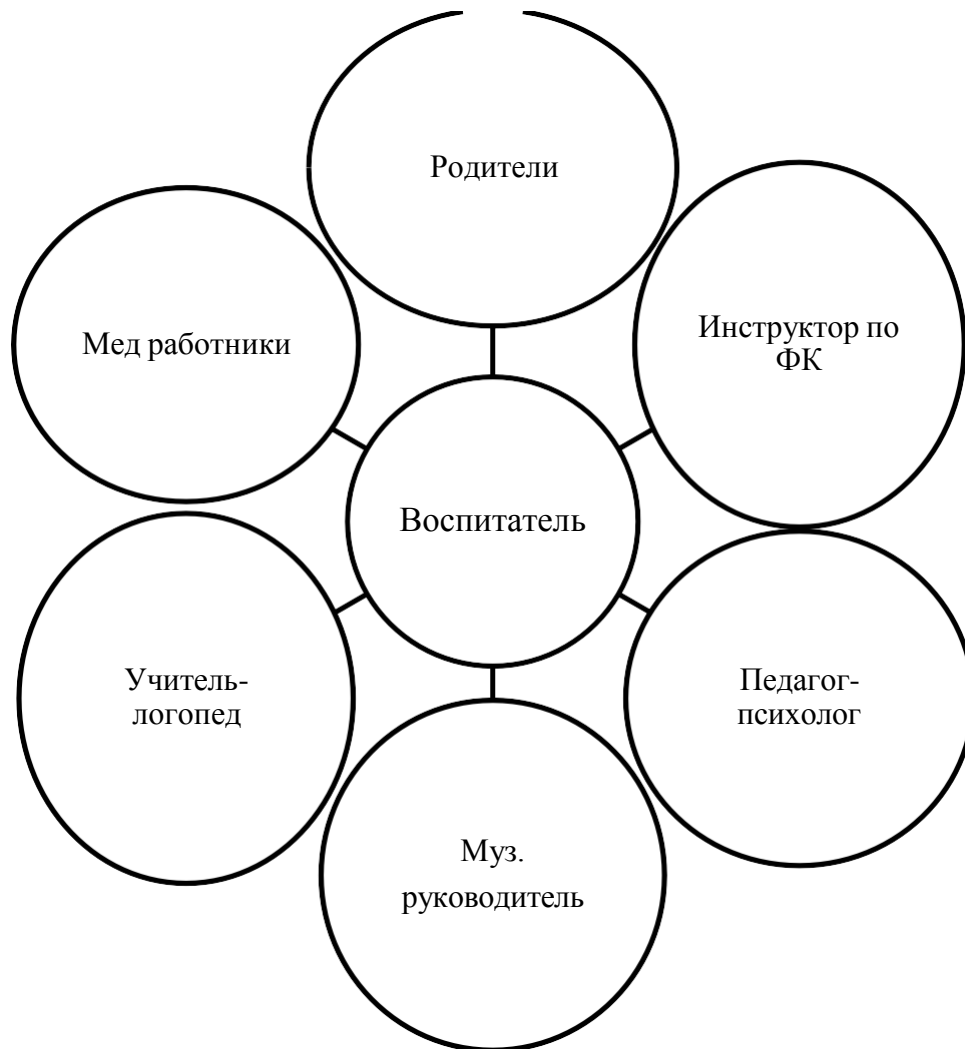 Родители
Мед работники
Инструктор по
ФК
Воспитатель
Учитель-
логопед
Педагог-
психолог
Муз.
руководитель